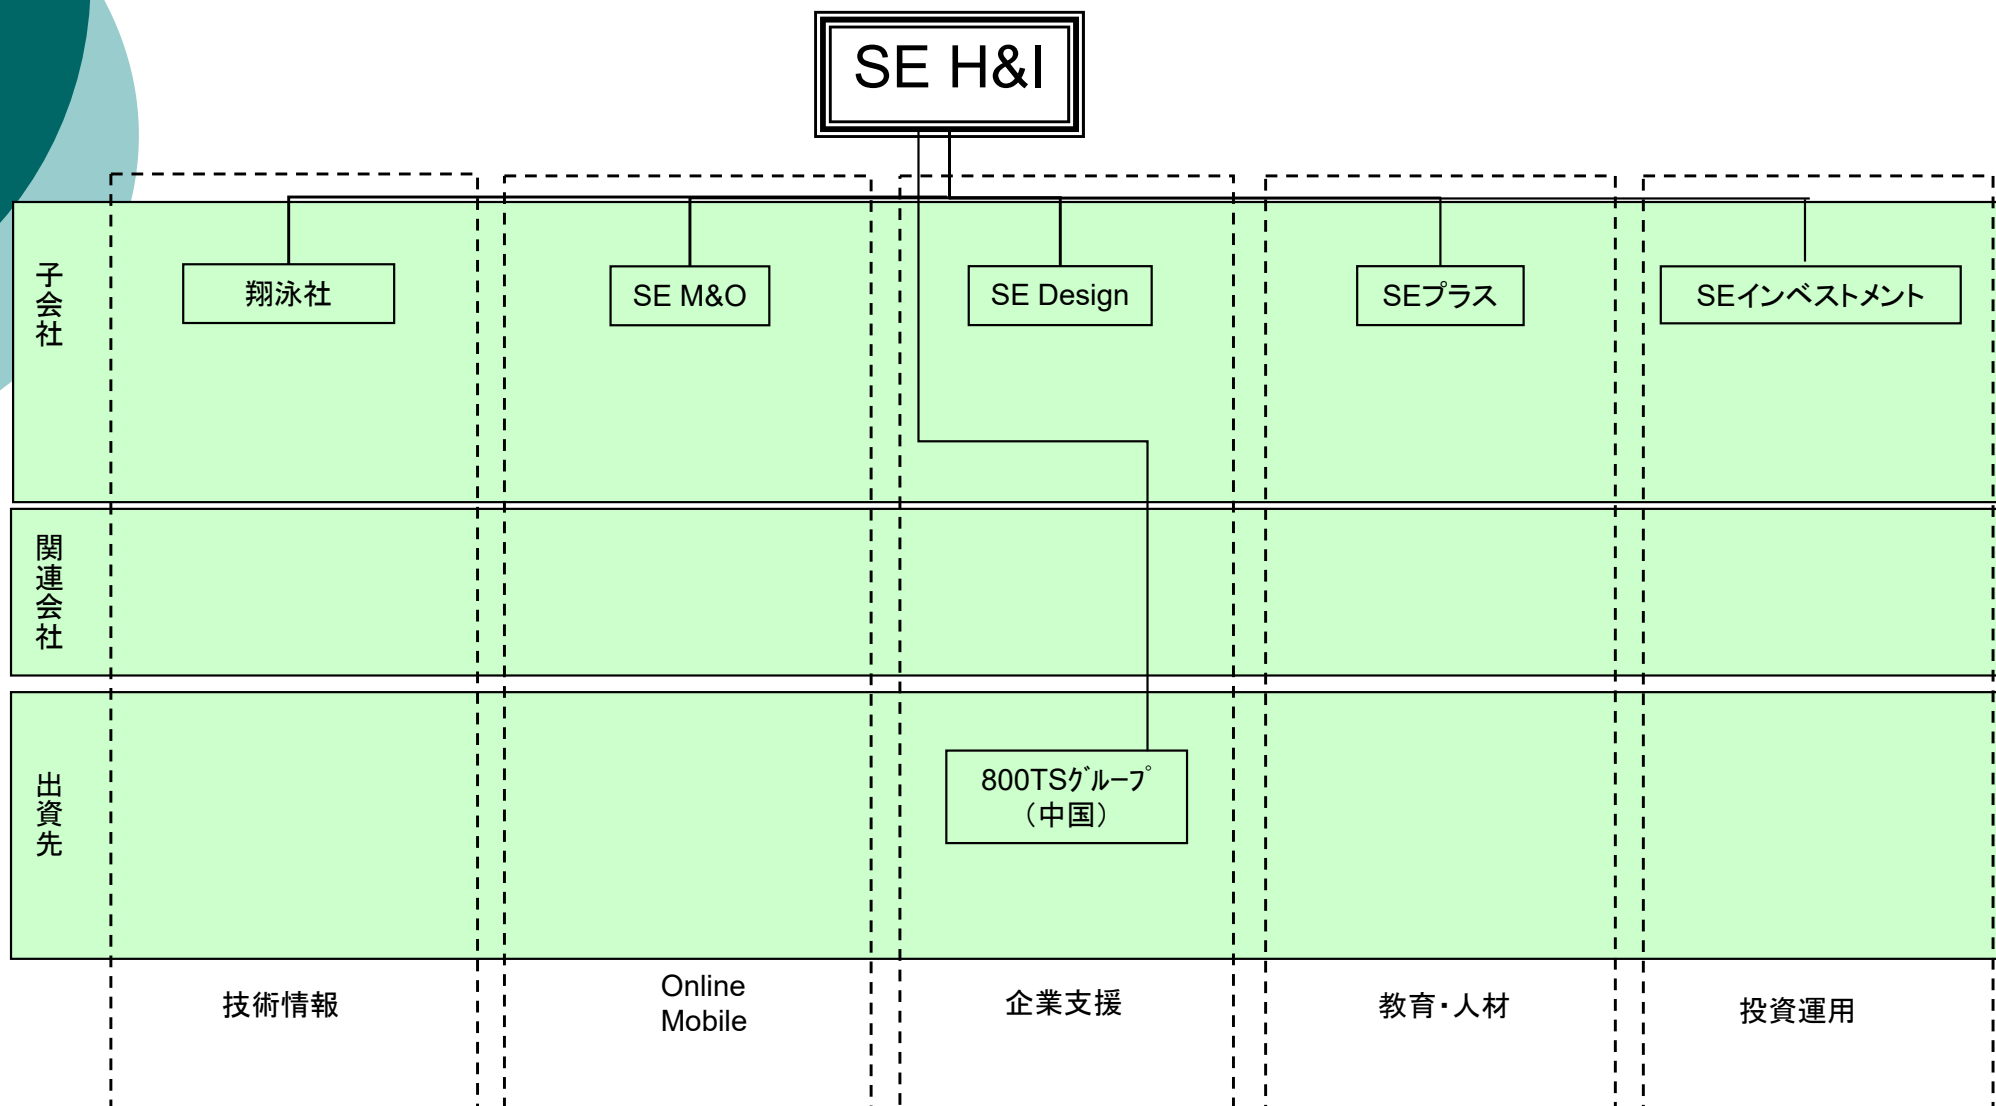 SE H&I
子会社
翔泳社
SE M&O
SE Design
SEプラス
SEインベストメント
関連会社
出資先
800TSｸﾞﾙｰﾌﾟ
（中国）
技術情報
Online
Mobile
企業支援
教育・人材
投資運用